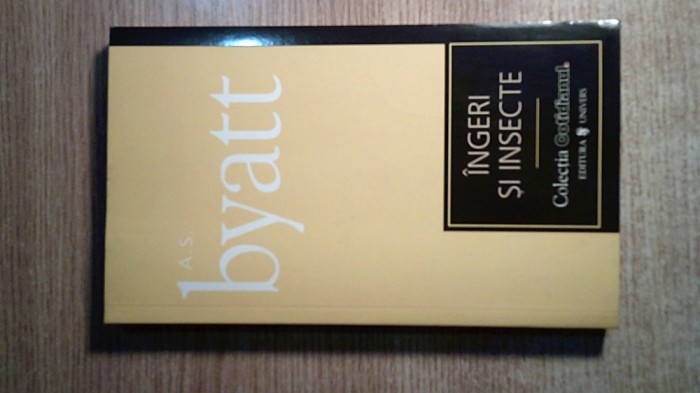 A.S.
byatt
ÎNGERI
ȘI INSECTE
Colecția Cotidianul.
EDITURA UNIVERS